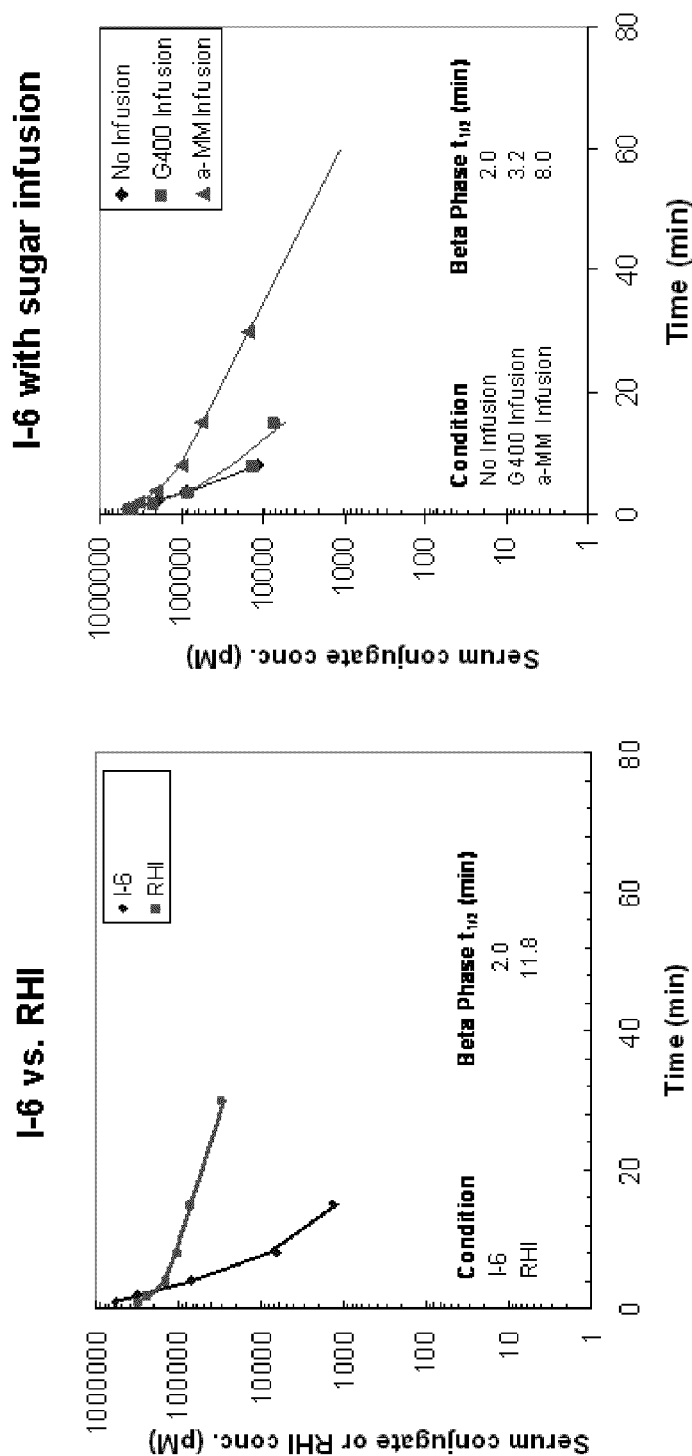 I-6 vs. RHI
Serum conjugate or RHI conc. (pM)
1000000
100000
10000
1000
100
10
1
I-6
RHI
Condition Beta Phase t1/2 (min)
I-6 2.0
RHI 11.8
0 20 40 60 80
Time (min)
I-6 with sugar infusion
Serum conjugate conc. (pM)
1000000
100000
10000
1000
100
10
1
No Infusion
G400 Infusion
a-MM Infusion
Condition Beta Phase t1/2 (min)
No Infusion 2.0
G400 Infusion 3.2
a-MM Infusion 8.0
0 20 40 60 80
Time (min)